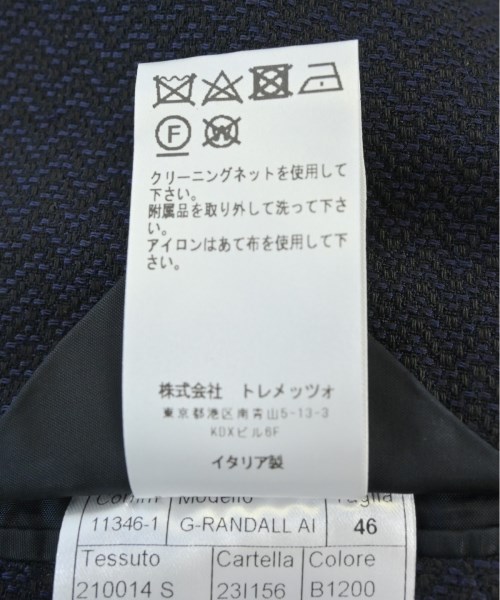 F W
クリーニングネットを使用して
下さい。
附属品を取り外して洗って下さ
い。
アイロンはあて布を使用して下
さい。
株式会社 トレメッツォ
東京都港区南青山5-13-3
KDXビル6F
イタリア製
Comm Modello Taglia
11346-1 G-RANDALL AI 46
Tessuto Cartella Colore
210014 S 23I156 B1200